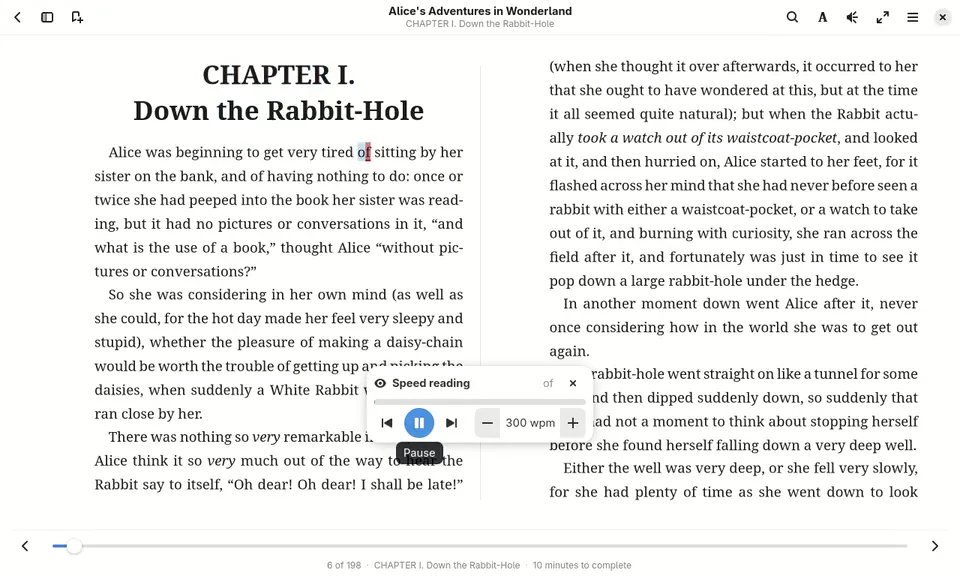 Alice's Adventures in Wonderland
CHAPTER I. Down the Rabbit-Hole
CHAPTER I.
Down the Rabbit-Hole
Alice was beginning to get very tired of sitting by her
sister on the bank, and of having nothing to do: once or
twice she had peeped into the book her sister was read-
ing, but it had no pictures or conversations in it, “and
what is the use of a book,” thought Alice “without pic-
tures or conversations?”
So she was considering in her own mind (as well as
she could, for the hot day made her feel very sleepy and
stupid), whether the pleasure of making a daisy-chain
would be worth the trouble of getting up and picking the
daisies, when suddenly a White Rabbit
ran close by her.
There was nothing so very remarkable
Alice think it so very much out of the way to hear the
Rabbit say to itself, “Oh dear! Oh dear! I shall be late!”
(when she thought it over afterwards, it occurred to her
that she ought to have wondered at this, but at the time
it all seemed quite natural); but when the Rabbit actu-
ally took a watch out of its waistcoat-pocket, and looked
at it, and then hurried on, Alice started to her feet, for it
flashed across her mind that she had never before seen a
rabbit with either a waistcoat-pocket, or a watch to take
out of it, and burning with curiosity, she ran across the
field after it, and fortunately was just in time to see it
pop down a large rabbit-hole under the hedge.
In another moment down went Alice after it, never
once considering how in the world she was to get out
again.
rabbit-hole went straight on like a tunnel for some
then dipped suddenly down, so suddenly that
had not a moment to think about stopping herself
before she found herself falling down a very deep well.
Either the well was very deep, or she fell very slowly,
for she had plenty of time as she went down to look
Speed reading of
300 wpm
Pause
6 of 198 · CHAPTER I. Down the Rabbit-Hole · 10 minutes to complete